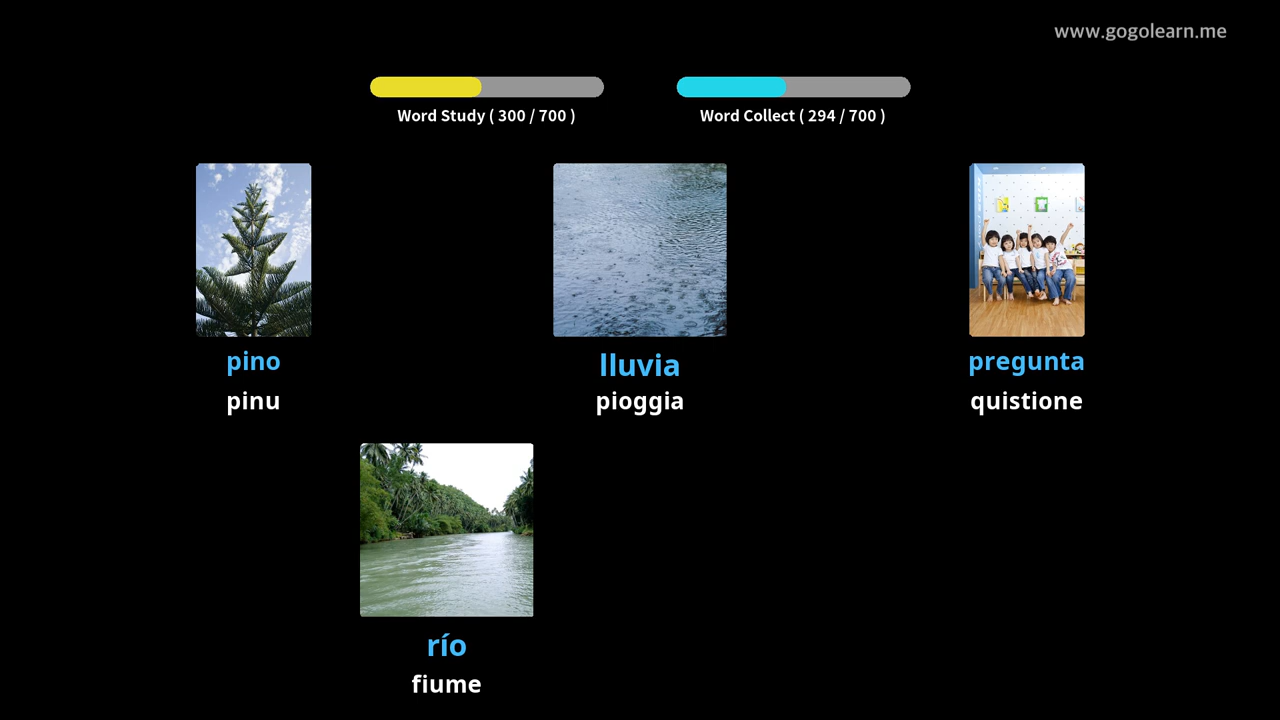 www.gogolearn.me
Word Study ( 300 / 700 )
Word Collect ( 294 / 700 )
pino
pinu
lluvia
pioggia
pregunta
quistione
río
fiume